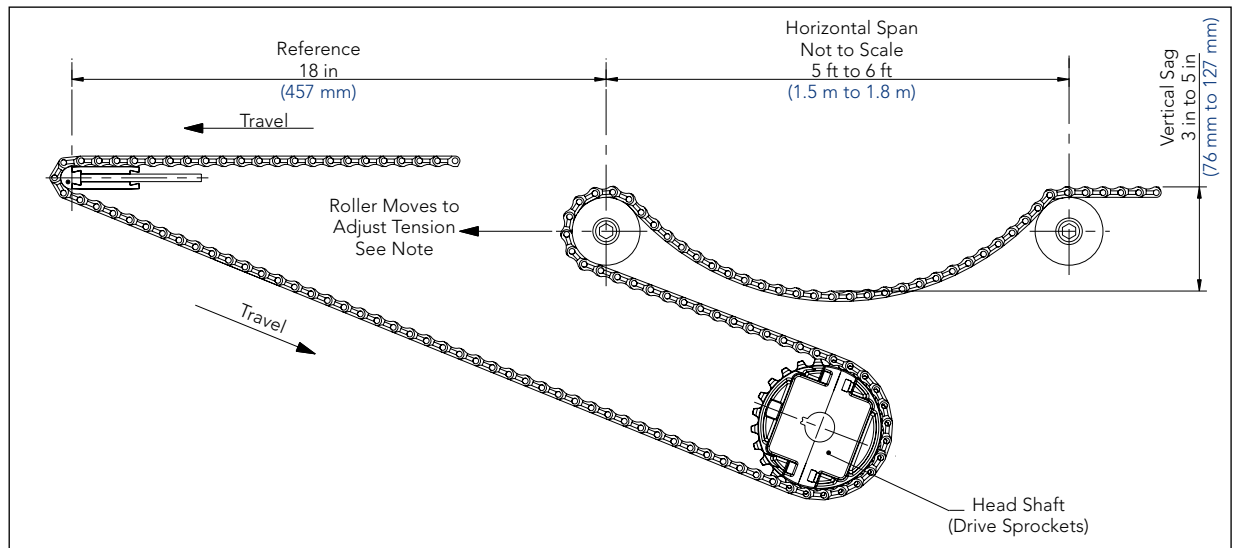 Reference
18 in
(457 mm)
Horizontal Span
Not to Scale
5 ft to 6 ft
(1.5 m to 1.8 m)
Vertical Sag
3 in to 5 in
(76 mm to 127 mm)
Travel
Roller Moves to
Adjust Tension
See Note
Travel
Head Shaft
(Drive Sprockets)